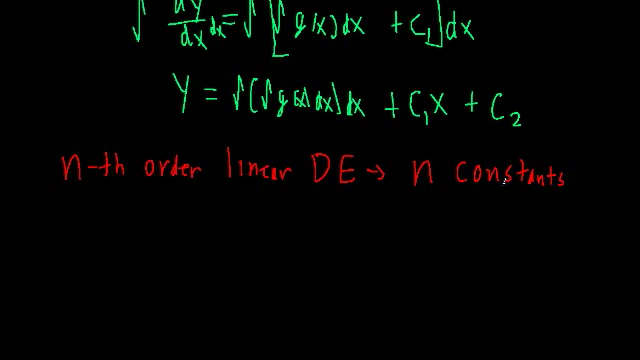 ∫ dy/dx dx = ∫ [∫ g(x) dx + C₁] dx
Y = ∫(∫ g(x) dx) dx + C₁X + C₂
n-th order linear DE → n constants